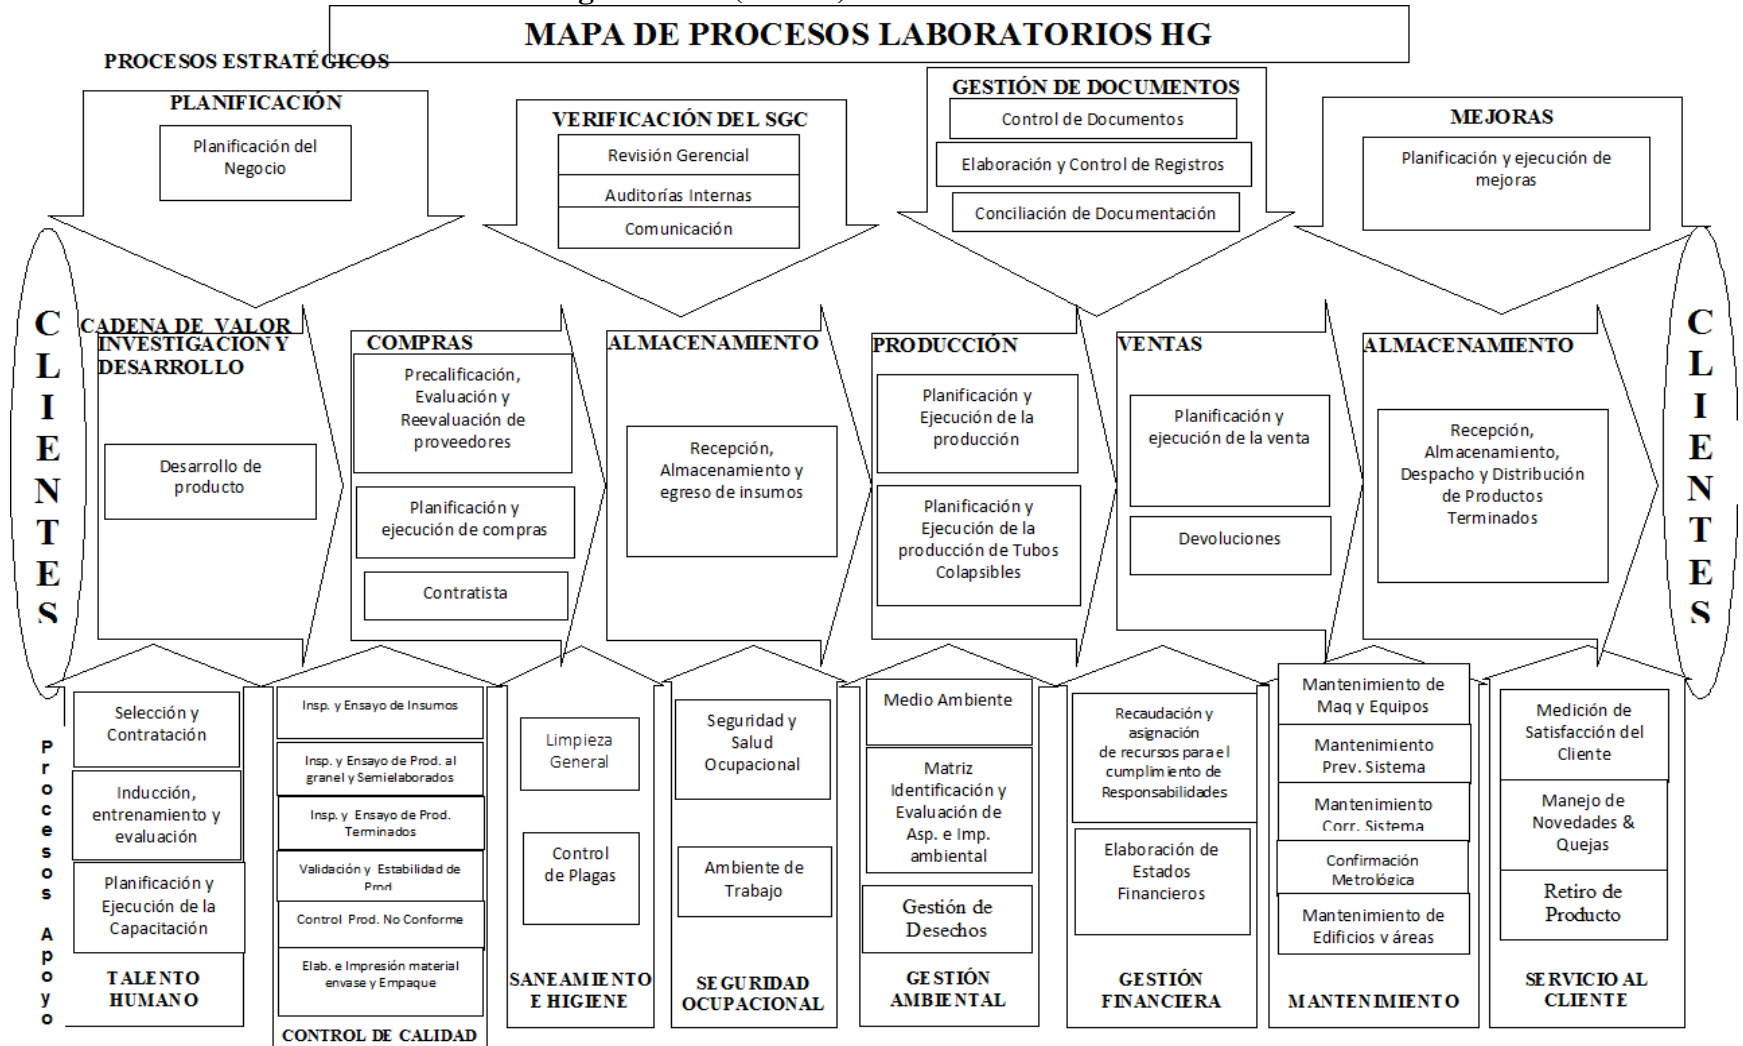 MAPA DE PROCESOS LABORATORIOS HG
PROCESOS ESTRATÉGICOS
PLANIFICACIÓN
Planificación del
Negocio
VERIFICACIÓN DEL SGC
Revisión Gerencial
Auditorías Internas
Comunicación
GESTIÓN DE DOCUMENTOS
Control de Documentos
Elaboración y Control de Registros
Conciliación de Documentación
MEJORAS
Planificación y ejecución de
mejoras
CLIENTES
CADENA DE VALOR
INVESTIGACION Y
DESARROLLO
Desarrollo de
producto
COMPRAS
Precalificación,
Evaluación y
Reevaluación de
proveedores
Planificación y
ejecución de compras
Contratista
ALMACENAMIENTO
Recepción,
Almacenamiento y
egreso de insumos
PRODUCCIÓN
Planificación y
Ejecución de la
producción
Planificación y
Ejecución de la
producción de Tubos
Colapsibles
VENTAS
Planificación y
ejecución de la venta
Devoluciones
ALMACENAMIENTO
Recepción,
Almacenamiento,
Despacho y Distribución
de Productos
Terminados
CLIENTES
Procesos Apoyo
Selección y
Contratación
Inducción,
entrenamiento y
evaluación
Planificación y
Ejecución de la
Capacitación
TALENTO
HUMANO
Insp. y Ensayo de Insumos
Insp. y Ensayo de Prod. al
granel y Semielaborados
Insp. y Ensayo de Prod.
Terminados
Validación y Estabilidad de
Prod
Control Prod. No Conforme
Elab. e Impresión material
envase y Empaque
CONTROL DE CALIDAD
Limpieza
General
Control
de Plagas
SANEAMIENTO
E HIGIENE
Seguridad y
Salud
Ocupacional
Ambiente de
Trabajo
SEGURIDAD
OCUPACIONAL
Medio Ambiente
Matriz
Identificación y
Evaluación de
Asp. e Imp.
ambiental
Gestión de
Desechos
GESTIÓN
AMBIENTAL
Recaudación y
asignación
de recursos para el
cumplimiento de
Responsabilidades
Elaboración de
Estados
Financieros
GESTIÓN
FINANCIERA
Mantenimiento de
Maq y Equipos
Mantenimiento
Prev. Sistema
Mantenimiento
Corr. Sistema
Confirmación
Metrológica
Mantenimiento de
Edificios y áreas
MANTENIMIENTO
Medición de
Satisfacción del
Cliente
Manejo de
Novedades &
Quejas
Retiro de
Producto
SERVICIO AL
CLIENTE